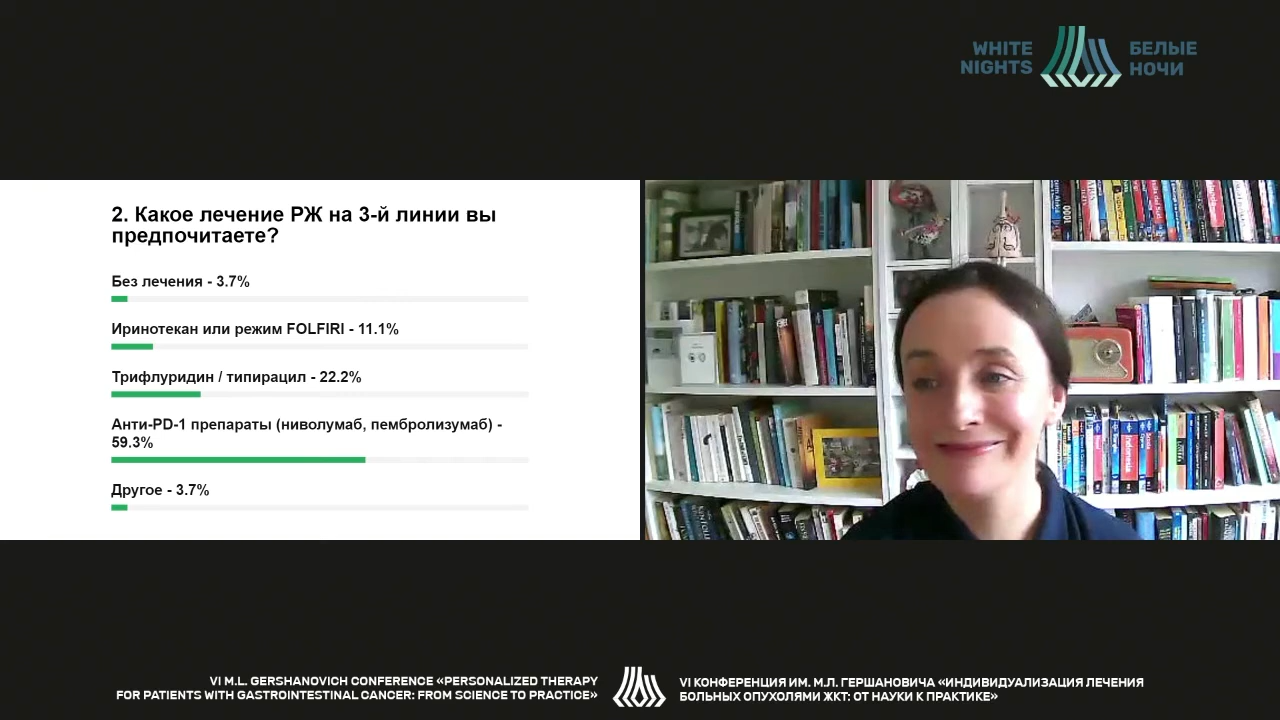 WHITE
NIGHTS
БЕЛЫЕ
НОЧИ
2. Какое лечение РЖ на 3-й линии вы
предпочитаете?
Без лечения - 3.7%
Иринотекан или режим FOLFIRI - 11.1%
Трифлуридин / типирацил - 22.2%
Анти-PD-1 препараты (ниволумаб, пембролизумаб) -
59.3%
Другое - 3.7%
Indonesia
VI M.L. GERSHANOVICH CONFERENCE «PERSONALIZED THERAPY
FOR PATIENTS WITH GASTROINTESTINAL CANCER: FROM SCIENCE TO PRACTICE»
VI КОНФЕРЕНЦИЯ ИМ. М.Л. ГЕРШАНОВИЧА «ИНДИВИДУАЛИЗАЦИЯ ЛЕЧЕНИЯ
БОЛЬНЫХ ОПУХОЛЯМИ ЖКТ: ОТ НАУКИ К ПРАКТИКЕ»